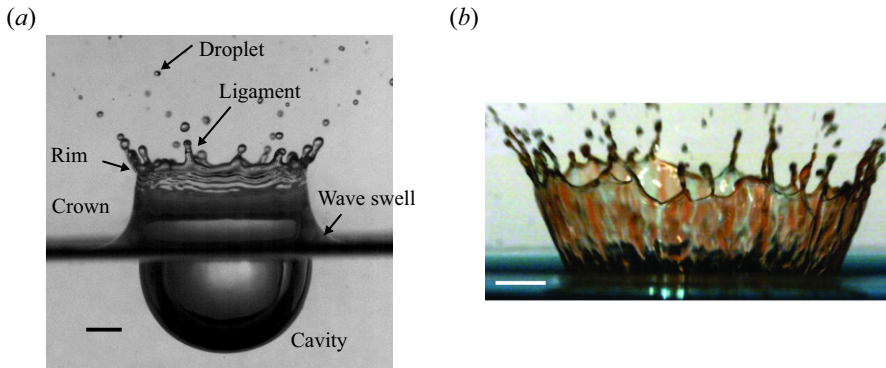 (a)
(b)
Droplet
Ligament
Rim
Crown
Wave swell
Cavity